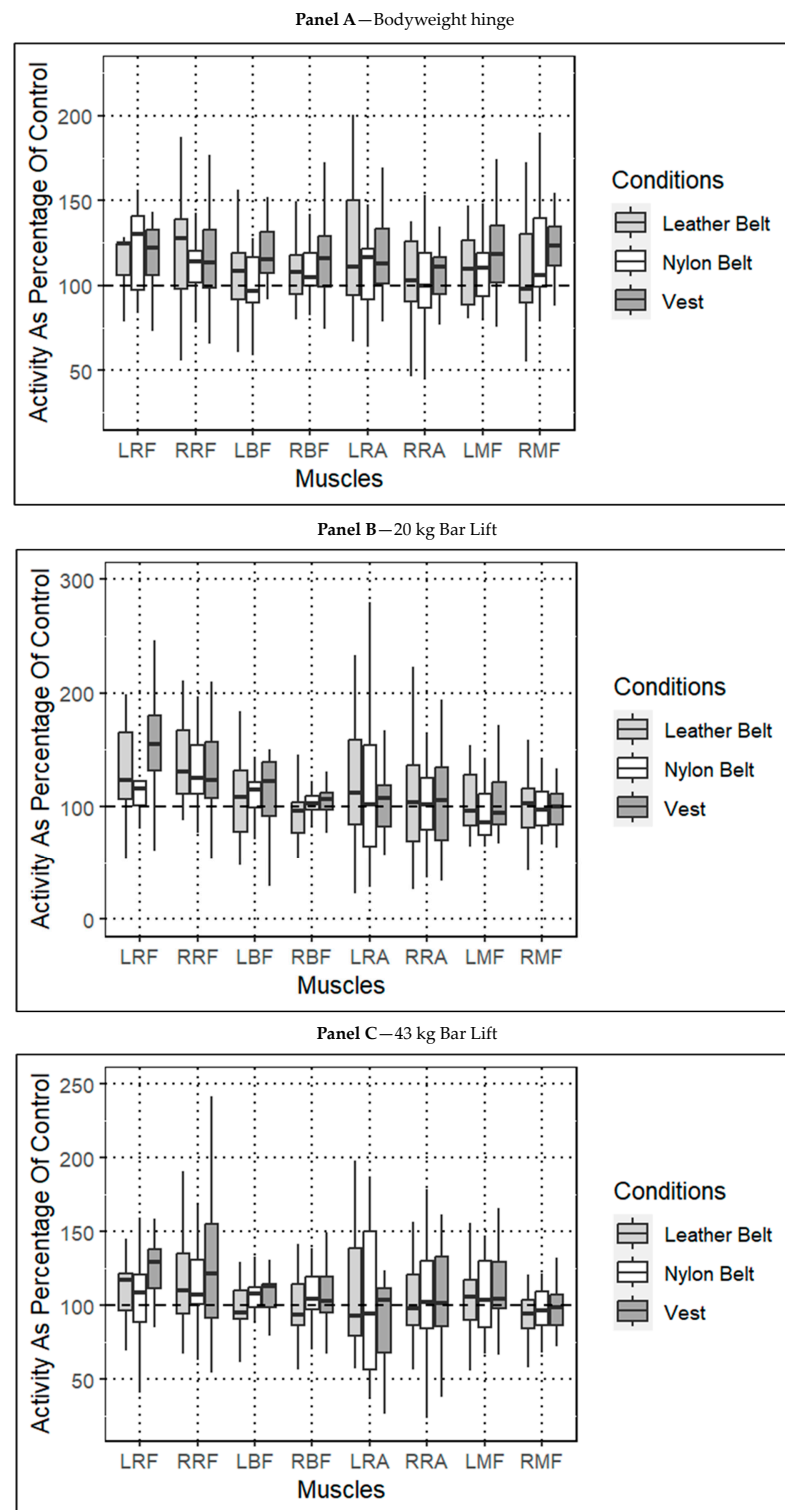 Panel A—Bodyweight hinge
Activity As Percentage Of Control
200
150
100
50
LRF RRF LBF RBF LRA RRA LMF RMF
Muscles
Conditions
Leather Belt
Nylon Belt
Vest
Panel B—20 kg Bar Lift
Activity As Percentage Of Control
300
200
100
0
LRF RRF LBF RBF LRA RRA LMF RMF
Muscles
Conditions
Leather Belt
Nylon Belt
Vest
Panel C—43 kg Bar Lift
Activity As Percentage Of Control
250
200
150
100
50
LRF RRF LBF RBF LRA RRA LMF RMF
Muscles
Conditions
Leather Belt
Nylon Belt
Vest